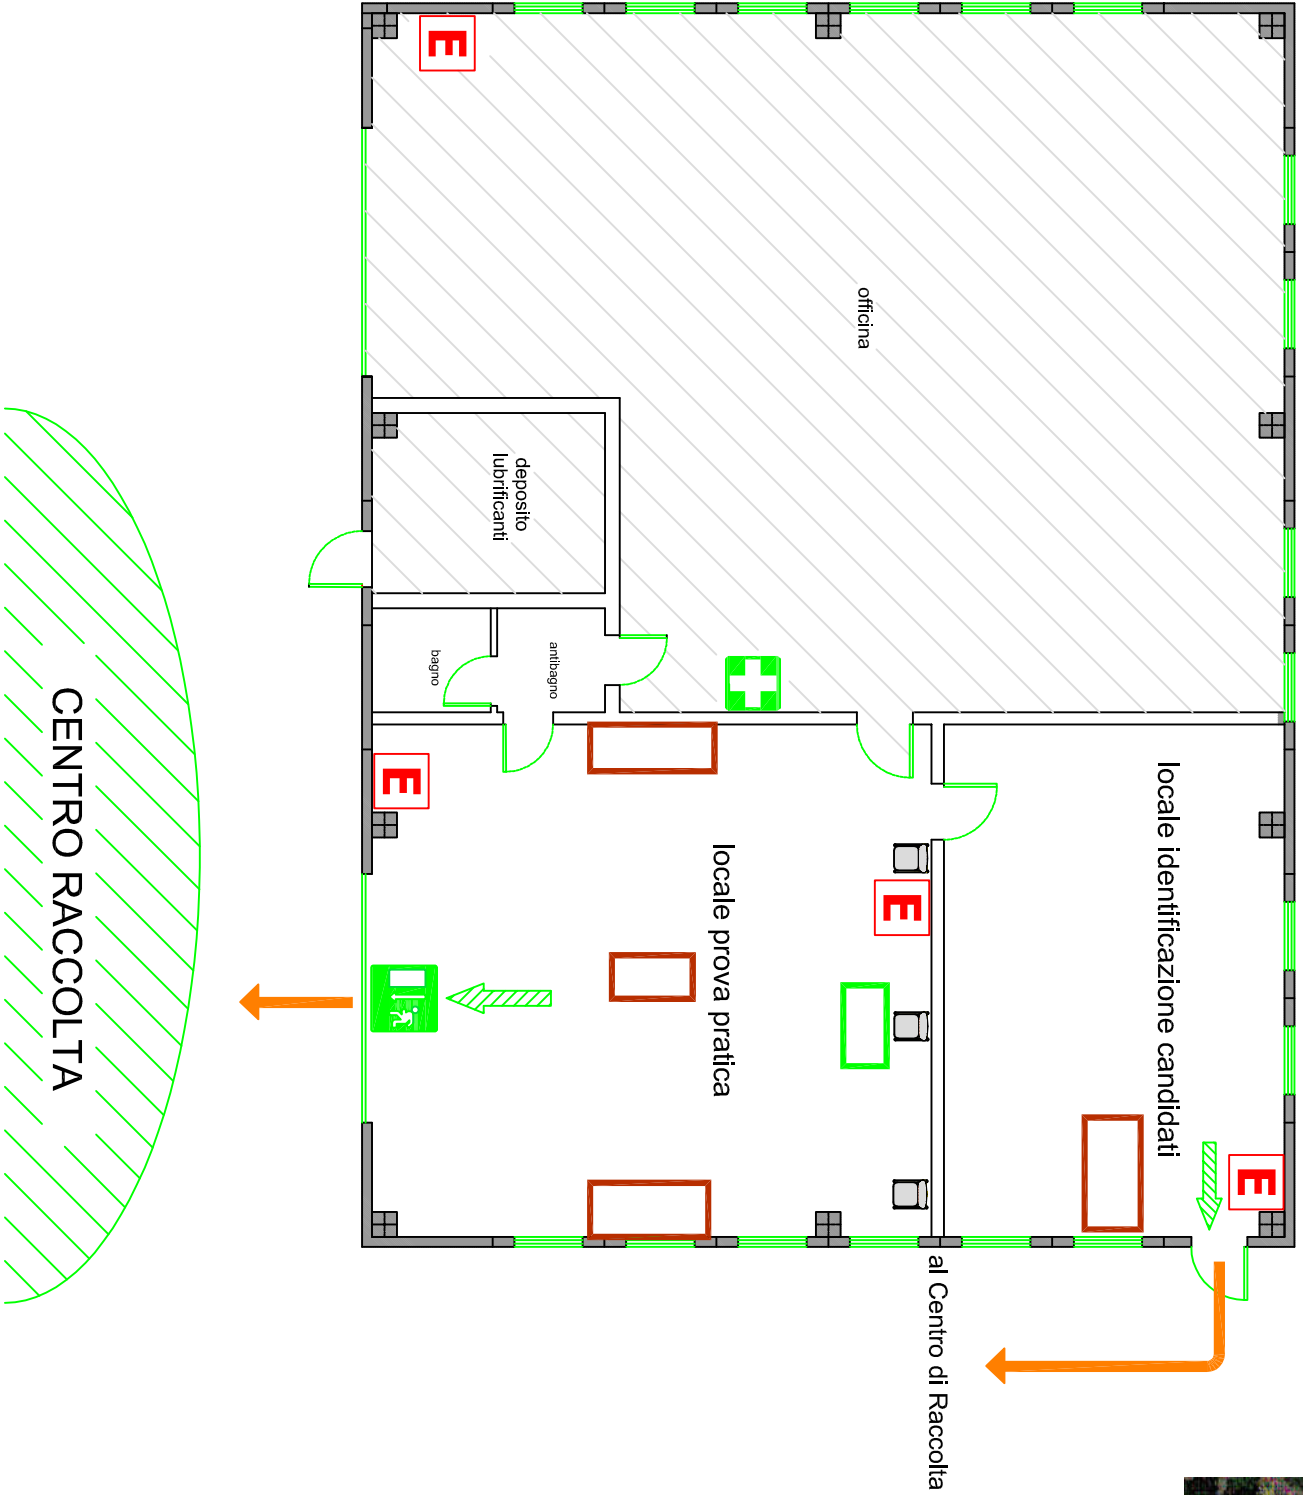 E
officina
deposito
lubrificanti
antibagno
bagno
E
locale identificazione candidati
locale prova pratica
E
E
CENTRO RACCOLTA
al Centro di Raccolta